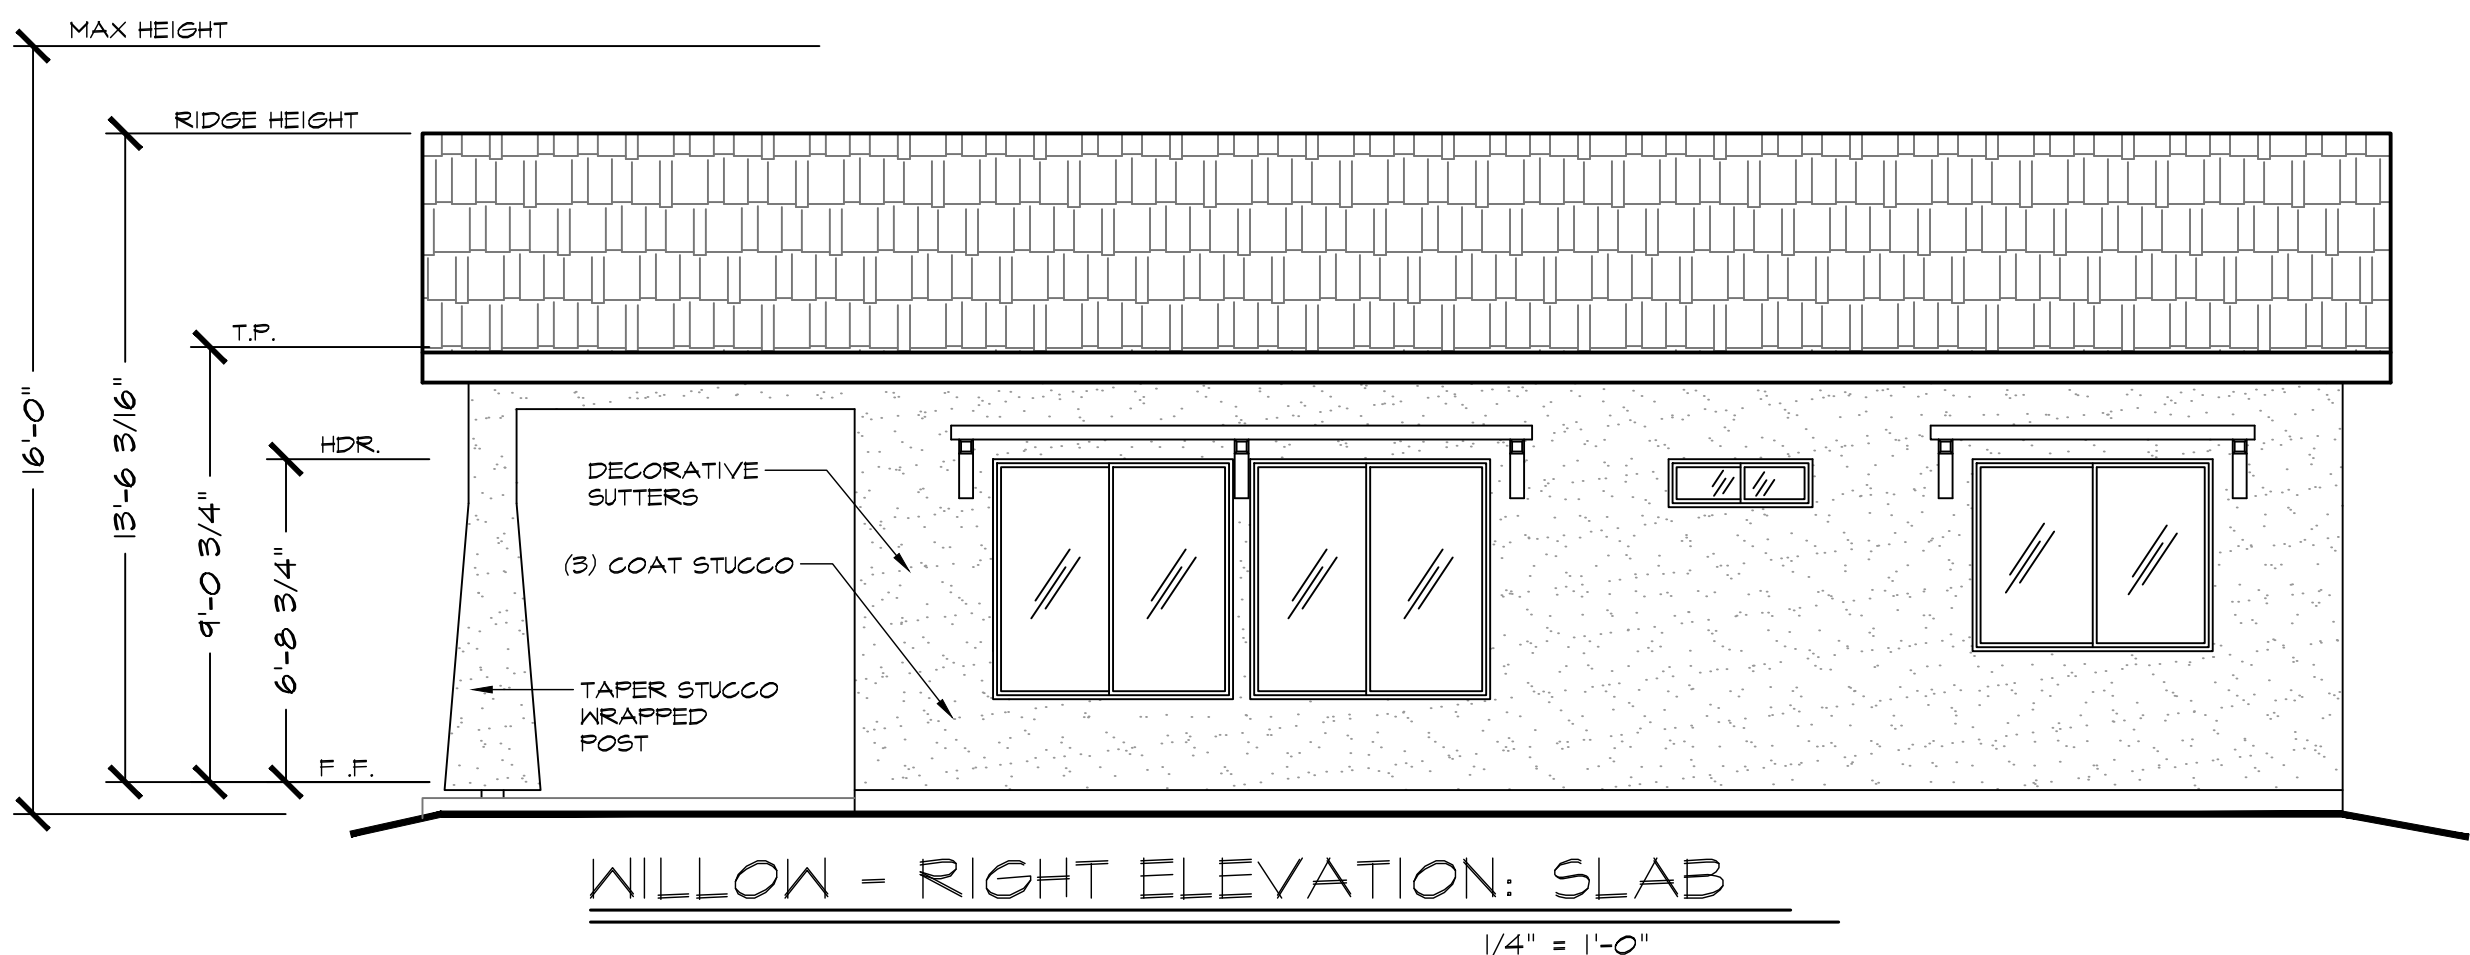 MAX HEIGHT
RIDGE HEIGHT
T.P.
HDR.
F .F.
16'-0"
13'-6 3/16"
9'-0 3/4"
6'-8 3/4"
DECORATIVE
SUTTERS
(3) COAT STUCCO
TAPER STUCCO
WRAPPED
POST
WILLOW - RIGHT ELEVATION: SLAB
1/4" = 1'-0"